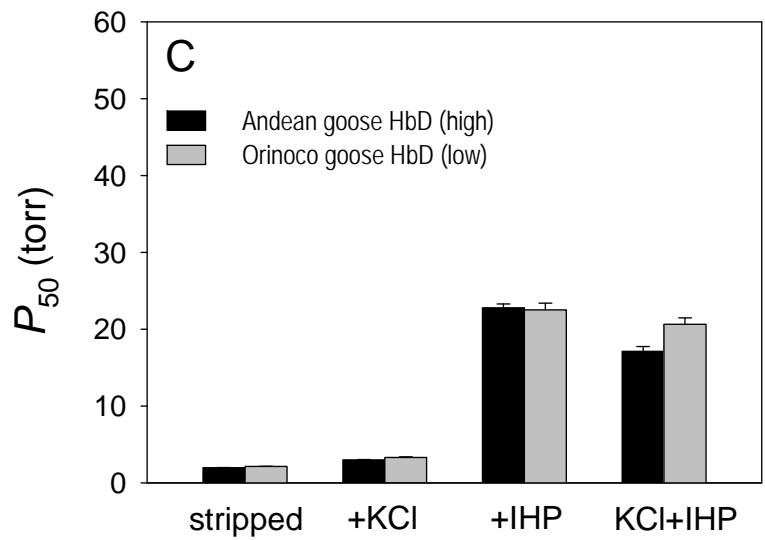 C
Andean goose HbD (high)
Orinoco goose HbD (low)
P50 (torr)
60
50
40
30
20
10
0
stripped +KCl +IHP KCl+IHP